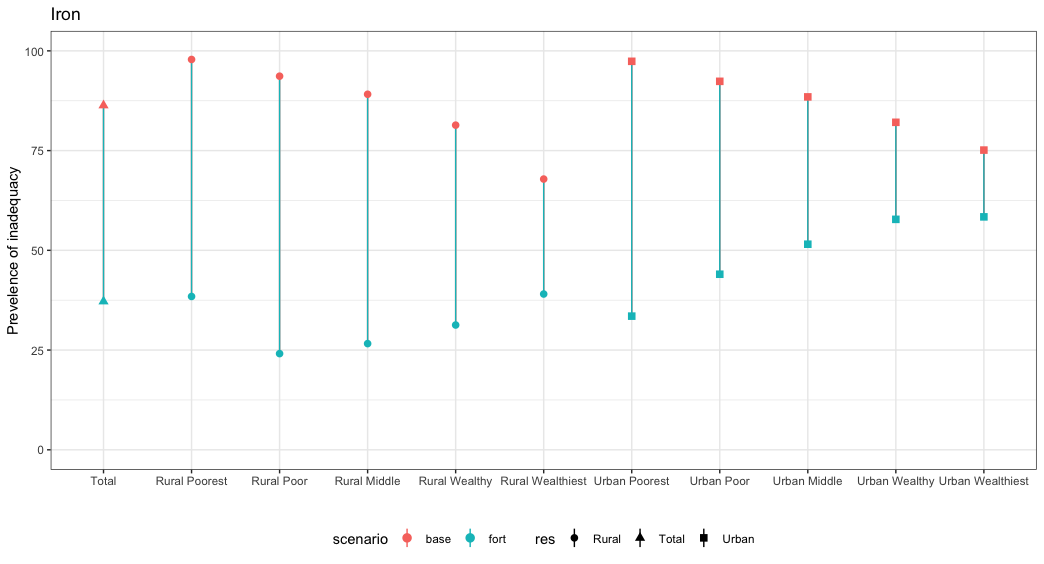 Iron
Prevelence of inadequacy
100
75
50
25
0
Total Rural Poorest Rural Poor Rural Middle Rural Wealthy Rural Wealthiest Urban Poorest Urban Poor Urban Middle Urban Wealthy Urban Wealthiest
scenario base fort res Rural Total Urban